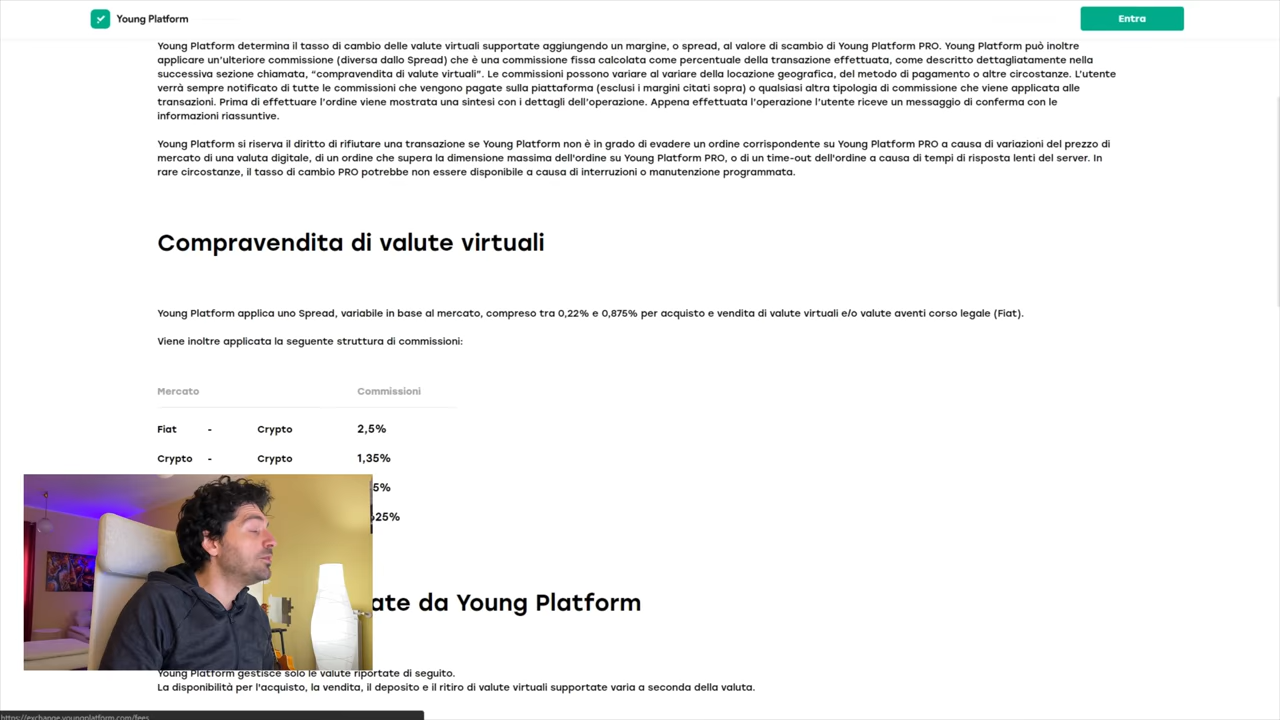 Young Platform
Entra
Young Platform determina il tasso di cambio delle valute virtuali supportate aggiungendo un margine, o spread, al valore di scambio di Young Platform PRO. Young Platform può inoltre
applicare un'ulteriore commissione (diversa dallo Spread) che è una commissione fissa calcolata come percentuale della transazione effettuata, come descritto dettagliatamente nella
successiva sezione chiamata, “compravendita di valute virtuali”. Le commissioni possono variare al variare della locazione geografica, del metodo di pagamento o altre circostanze. L'utente
verrà sempre notificato di tutte le commissioni che vengono pagate sulla piattaforma (esclusi i margini citati sopra) o qualsiasi altra tipologia di commissione che viene applicata alle
transazioni. Prima di effettuare l'ordine viene mostrata una sintesi con i dettagli dell'operazione. Appena effettuata l'operazione l'utente riceve un messaggio di conferma con le
informazioni riassuntive.
Young Platform si riserva il diritto di rifiutare una transazione se Young Platform non è in grado di evadere un ordine corrispondente su Young Platform PRO a causa di variazioni del prezzo di
mercato di una valuta digitale, di un ordine che supera la dimensione massima dell'ordine su Young Platform PRO, o di un time-out dell'ordine a causa di tempi di risposta lenti del server. In
rare circostanze, il tasso di cambio PRO potrebbe non essere disponibile a causa di interruzioni o manutenzione programmata.
Compravendita di valute virtuali
Young Platform applica uno Spread, variabile in base al mercato, compreso tra 0,22% e 0,875% per acquisto e vendita di valute virtuali e/o valute aventi corso legale (Fiat).
Viene inoltre applicata la seguente struttura di commissioni:
Mercato Commissioni
Fiat - Crypto 2,5%
Crypto - Crypto 1,35%
5%
25%
ate da Young Platform
Young Platform gestisce solo le valute riportate di seguito.
La disponibilità per l'acquisto, la vendita, il deposito e il ritiro di valute virtuali supportate varia a seconda della valuta.
https://exchange.youngplatform.com/fees